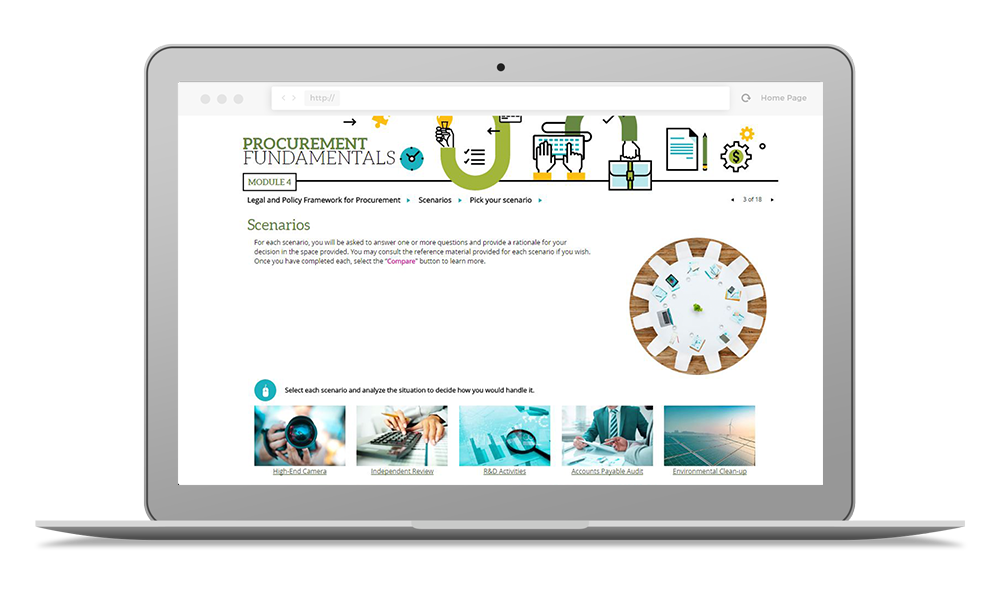 http://
Home Page
PROCUREMENT
FUNDAMENTALS
MODULE 4
Legal and Policy Framework for Procurement
Scenarios
Pick your scenario
3 of 18
Scenarios
For each scenario, you will be asked to answer one or more questions and provide a rationale for your
decision in the space provided. You may consult the reference material provided for each scenario if you wish.
Once you have completed each, select the "Compare" button to learn more.
Select each scenario and analyze the situation to decide how you would handle it.
High-End Camera
Independent Review
R&D Activities
Accounts Payable Audit
Environmental Clean-up